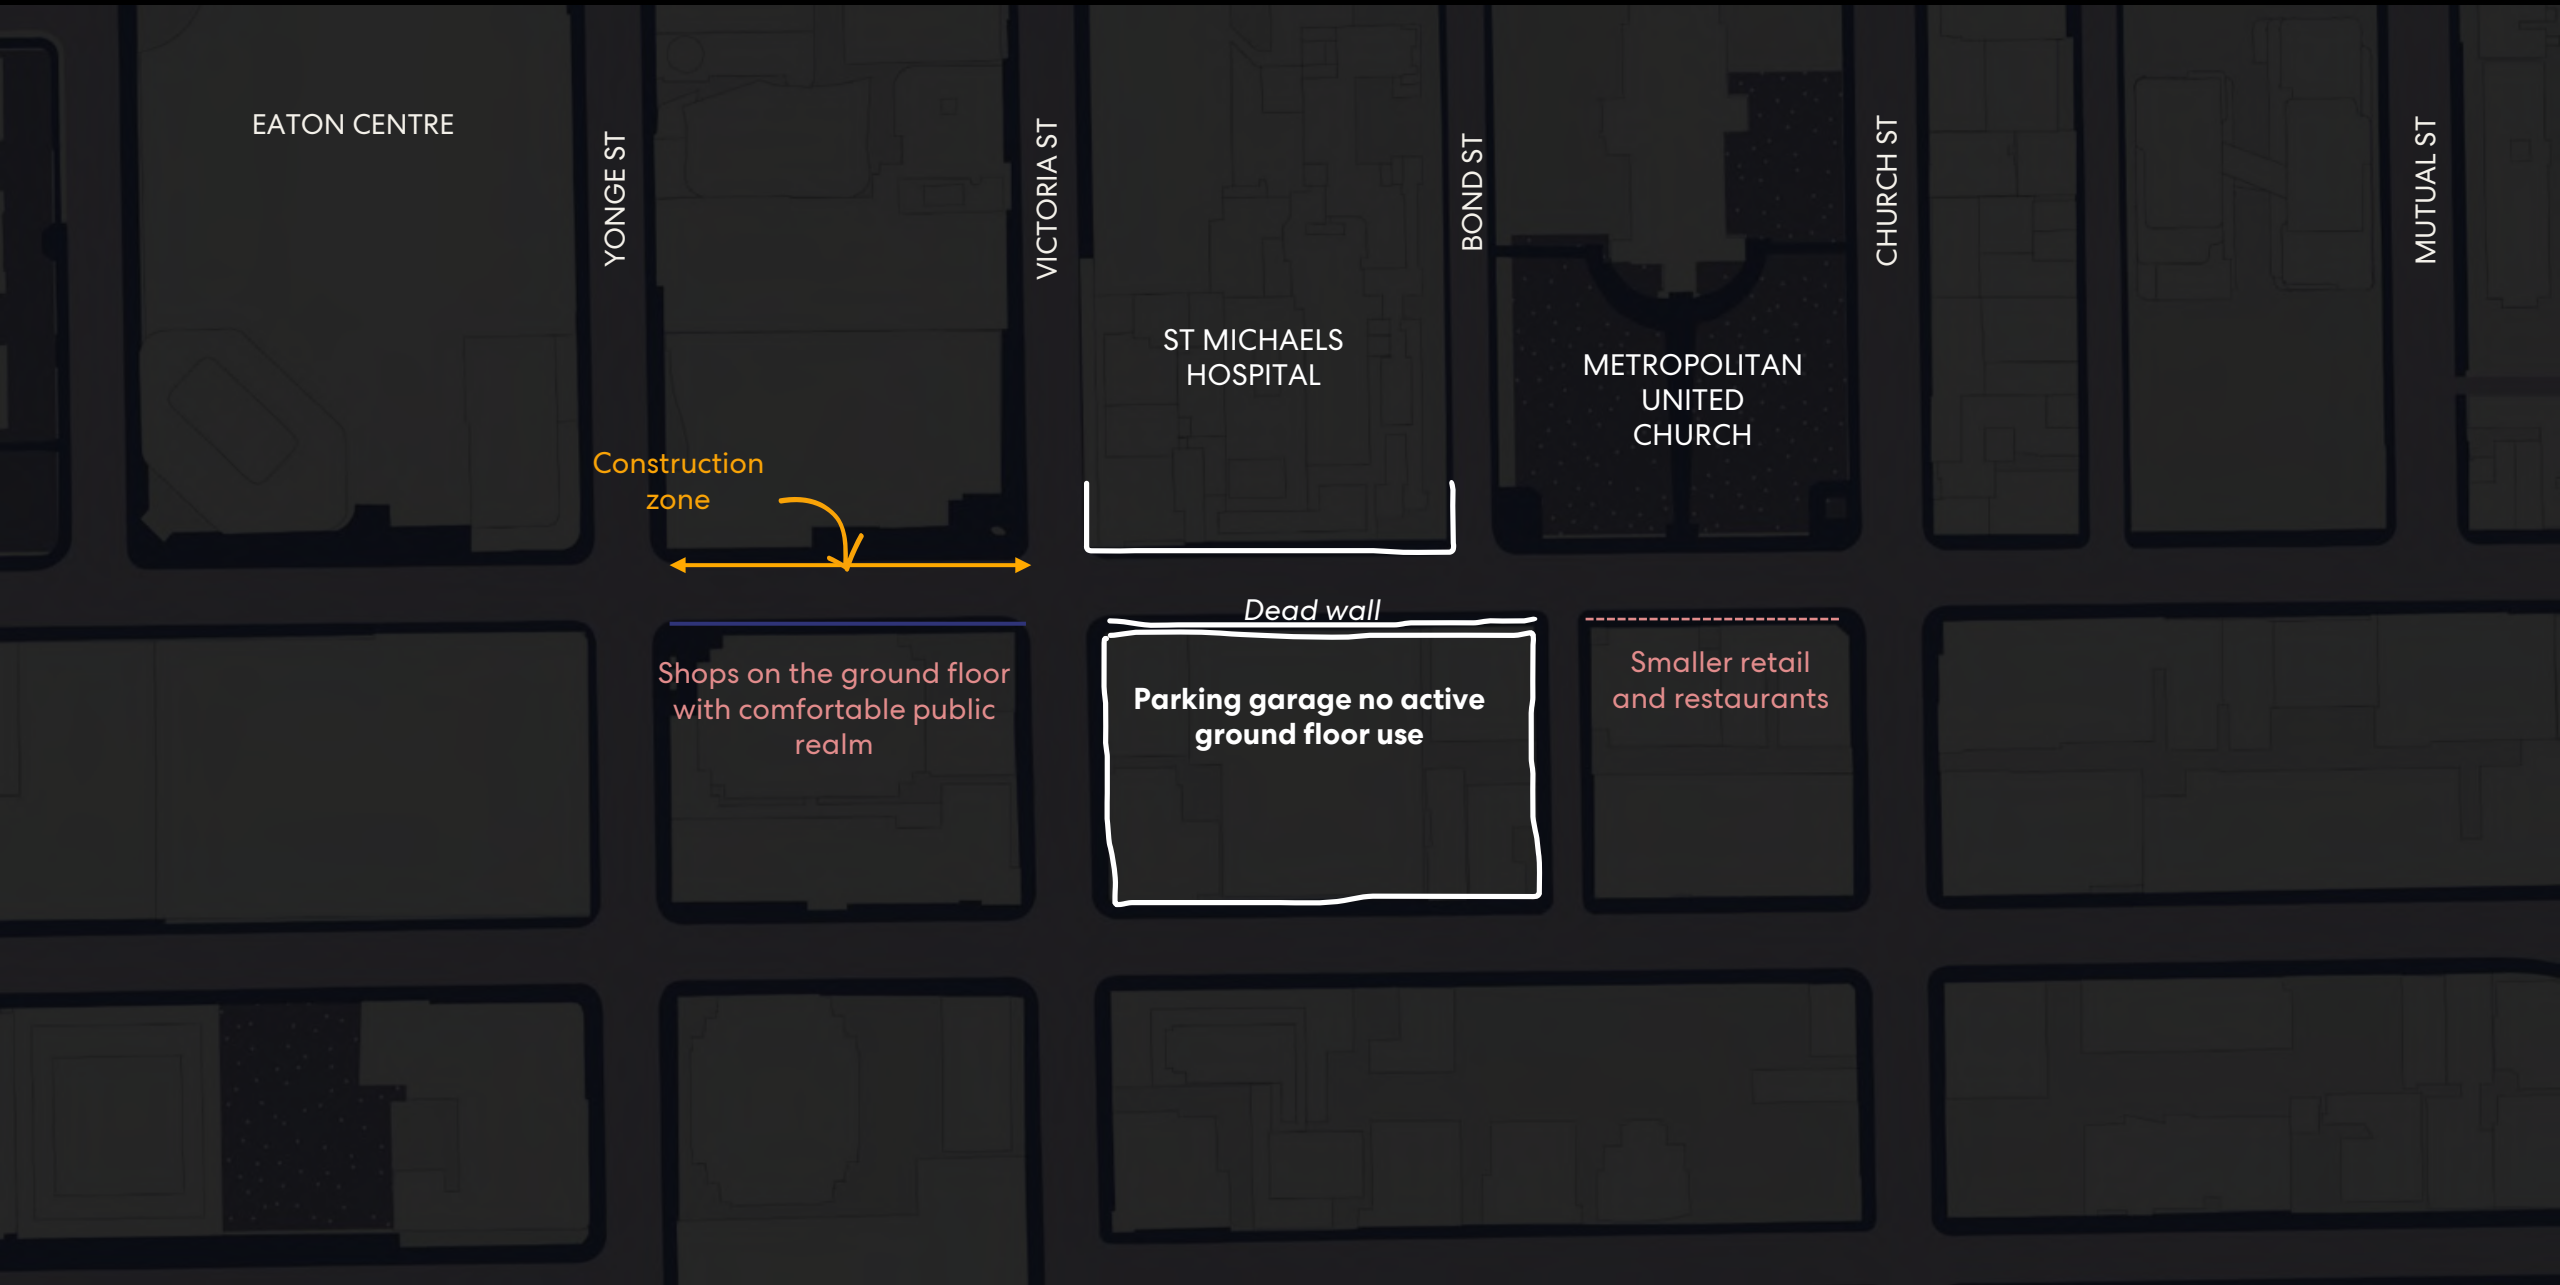 EATON CENTRE
YONGE ST
VICTORIA ST
BOND ST
CHURCH ST
MUTUAL ST
ST MICHAELS
HOSPITAL
METROPOLITAN
UNITED
CHURCH
Construction
zone
Dead wall
Shops on the ground floor
with comfortable public
realm
Parking garage no active
ground floor use
Smaller retail
and restaurants